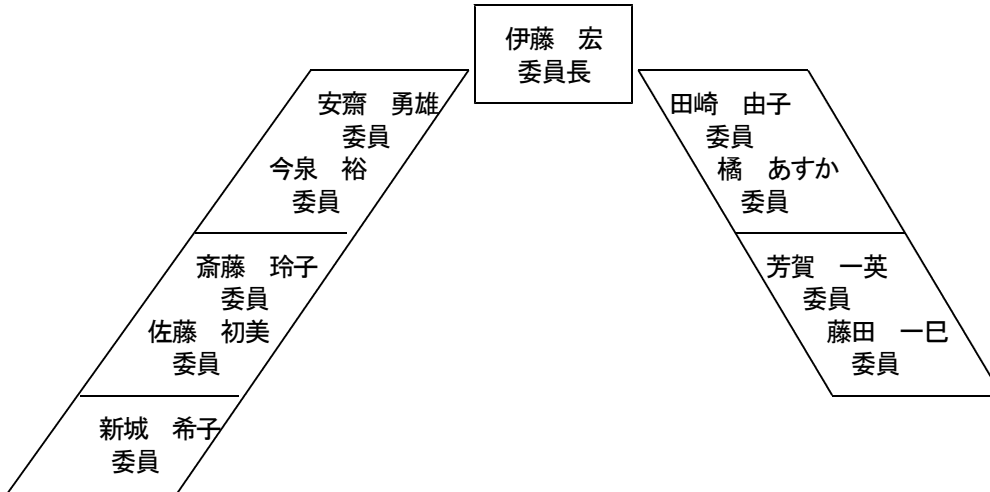 伊藤　宏
委員長
安齋　勇雄
委員
今泉　裕
委員
斎藤　玲子
委員
佐藤　初美
委員
新城　希子
委員
田崎　由子
委員
橘　あすか
委員
芳賀　一英
委員
藤田　一巳
委員